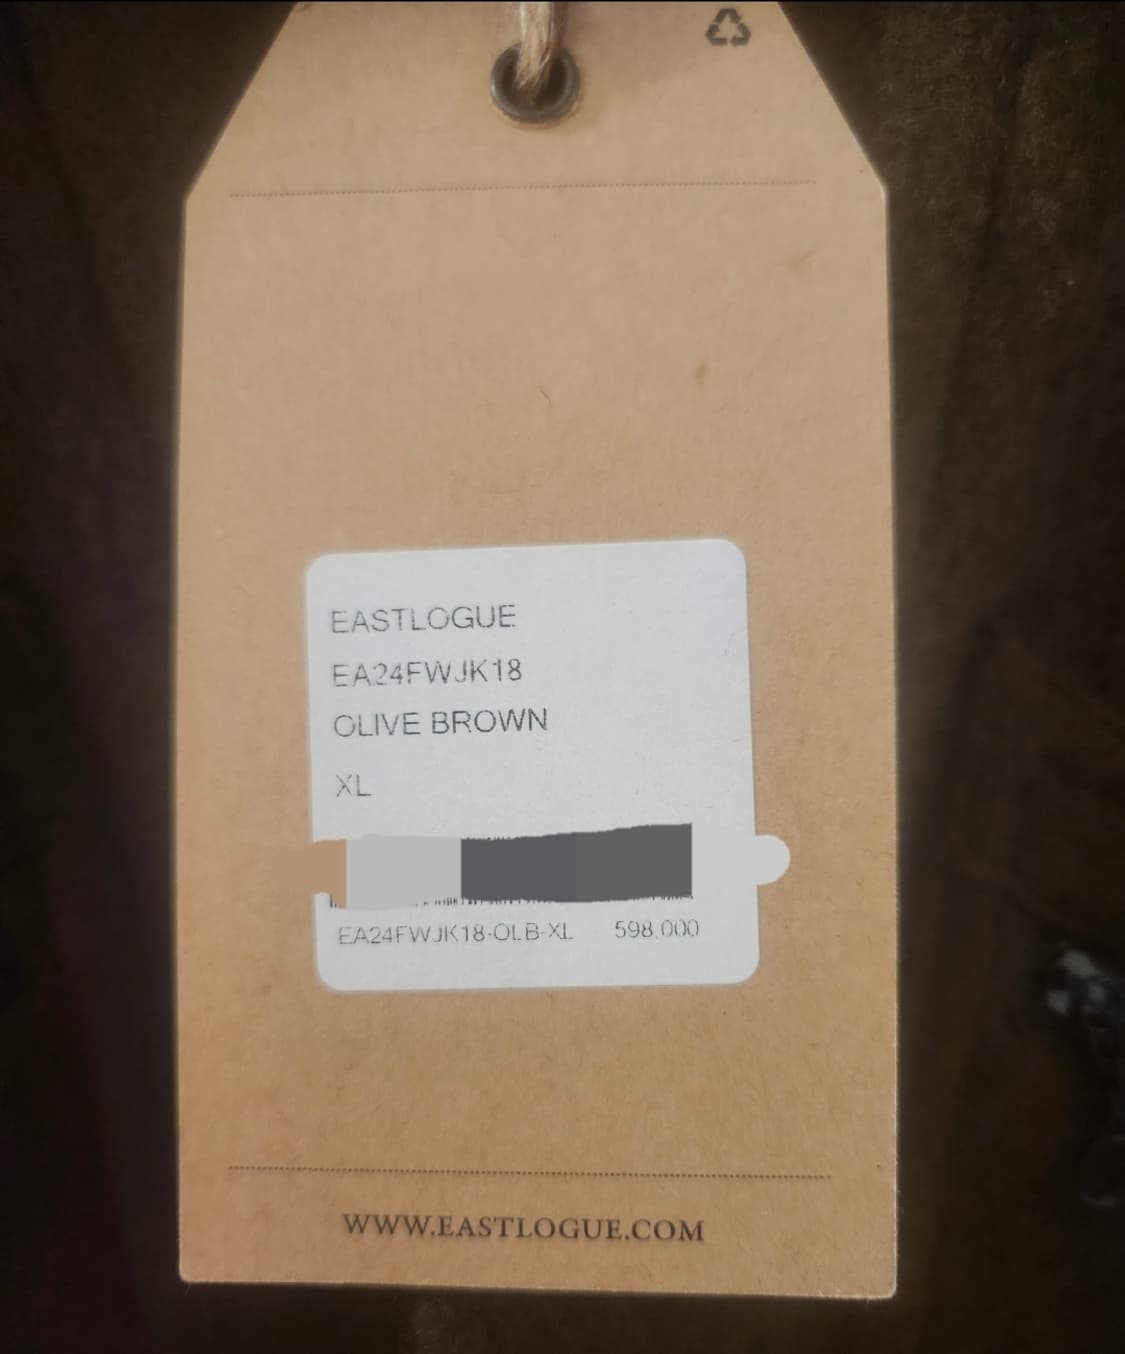 EASTLOGUE
EA24FWJK18
OLIVE BROWN
XL
EA24FWJK18-OLB-XL 598,000
WWW.EASTLOGUE.COM